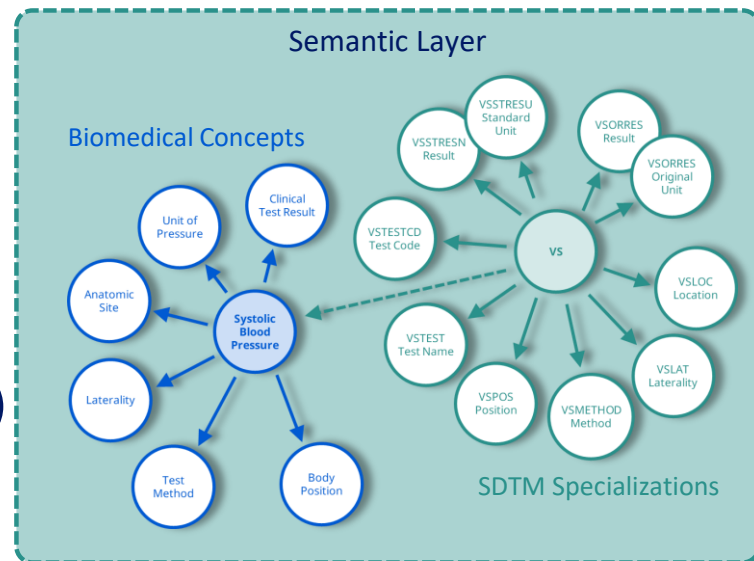 Semantic Layer
Biomedical Concepts
Clinical
Test Result
Unit of
Pressure
Anatomic
Site
Systolic
Blood
Pressure
Laterality
Test
Method
Body
Position
VSSTRESU
Standard
Unit
VSSTRESN
Result
VSORRES
Result
VSORRES
Original
Unit
VSTESTCD
Test Code
VS
VSLOC
Location
VSTEST
Test Name
VSLAT
Laterality
VSPOS
Position
VSMETHOD
Method
SDTM Specializations